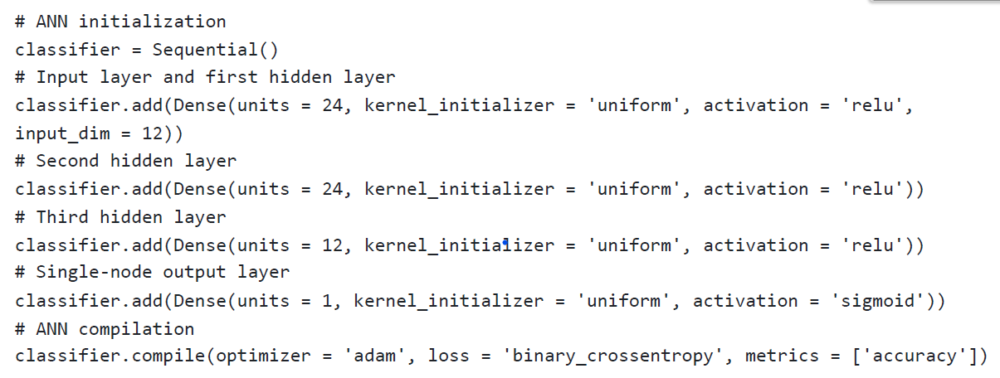 # ANN initialization
classifier = Sequential()
# Input layer and first hidden layer
classifier.add(Dense(units = 24, kernel_initializer = 'uniform', activation = 'relu',
input_dim = 12))
# Second hidden layer
classifier.add(Dense(units = 24, kernel_initializer = 'uniform', activation = 'relu'))
# Third hidden layer
classifier.add(Dense(units = 12, kernel_initializer = 'uniform', activation = 'relu'))
# Single-node output layer
classifier.add(Dense(units = 1, kernel_initializer = 'uniform', activation = 'sigmoid'))
# ANN compilation
classifier.compile(optimizer = 'adam', loss = 'binary_crossentropy', metrics = ['accuracy'])